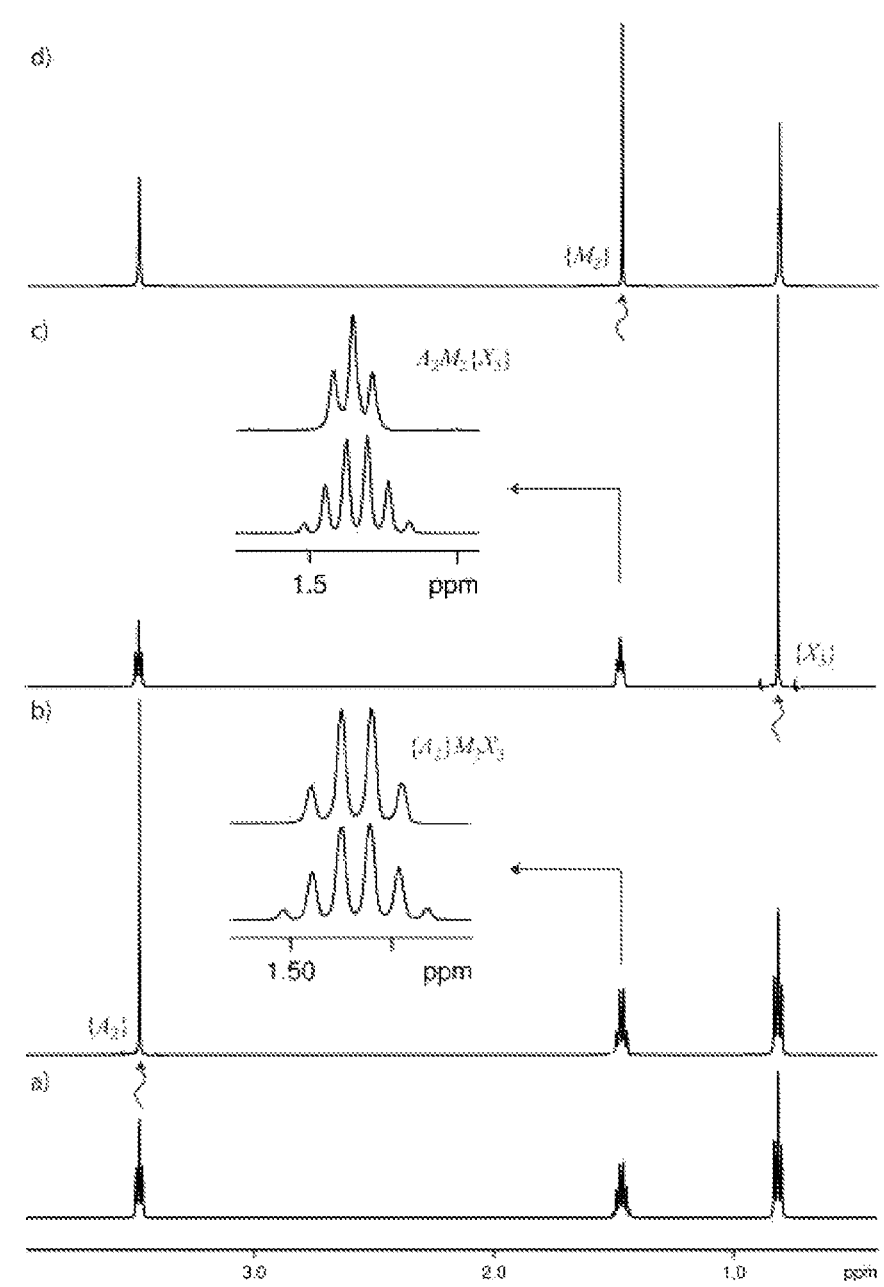 d)
{M₂}
c)
A₂M₂{X₃}
1.5 ppm
{X₃}
b)
{A₂}M₂X₃
1.50 ppm
{A₂}
a)
3.0 2.0 1.0 ppm